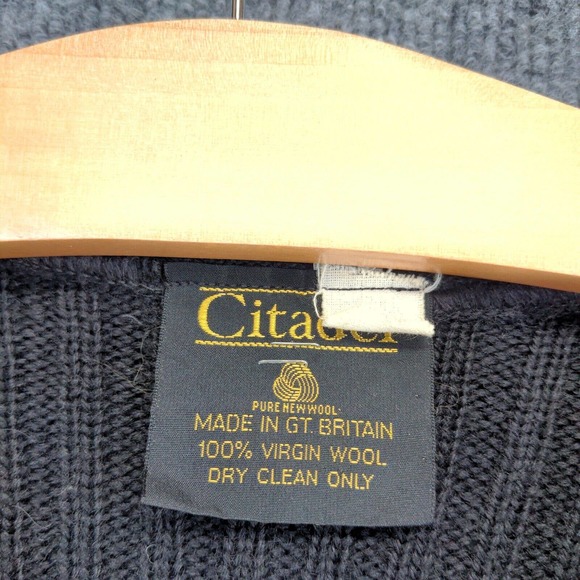 Citadel
PURE NEW WOOL
MADE IN GT. BRITAIN
100% VIRGIN WOOL
DRY CLEAN ONLY